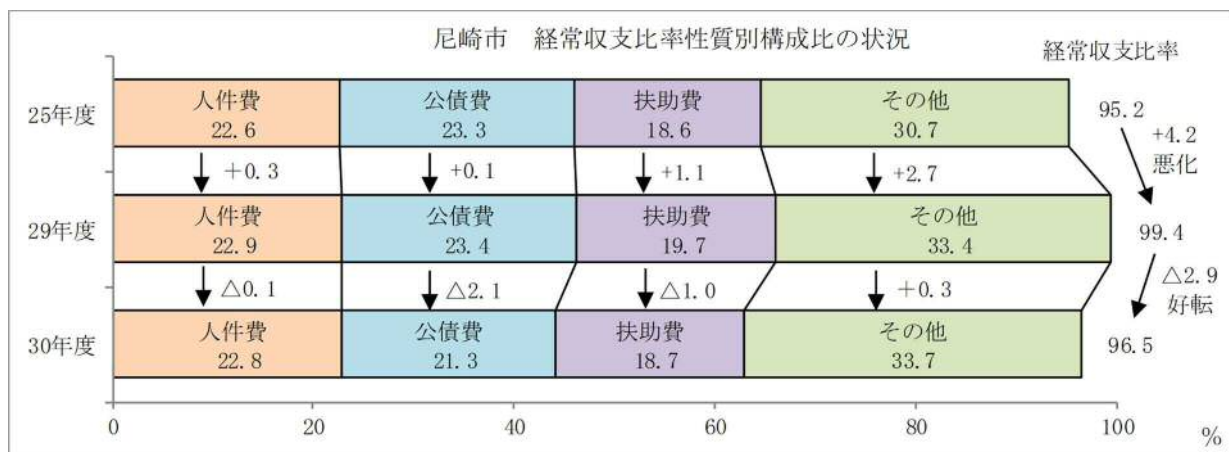 尼崎市　経常収支比率性質別構成比の状況
経常収支比率
25年度
人件費
22.6
公債費
23.3
扶助費
18.6
その他
30.7
95.2
+0.3
+0.1
+1.1
+2.7
+4.2
悪化
29年度
人件費
22.9
公債費
23.4
扶助費
19.7
その他
33.4
99.4
△0.1
△2.1
△1.0
+0.3
△2.9
好転
30年度
人件費
22.8
公債費
21.3
扶助費
18.7
その他
33.7
96.5
0 20 40 60 80 100 %